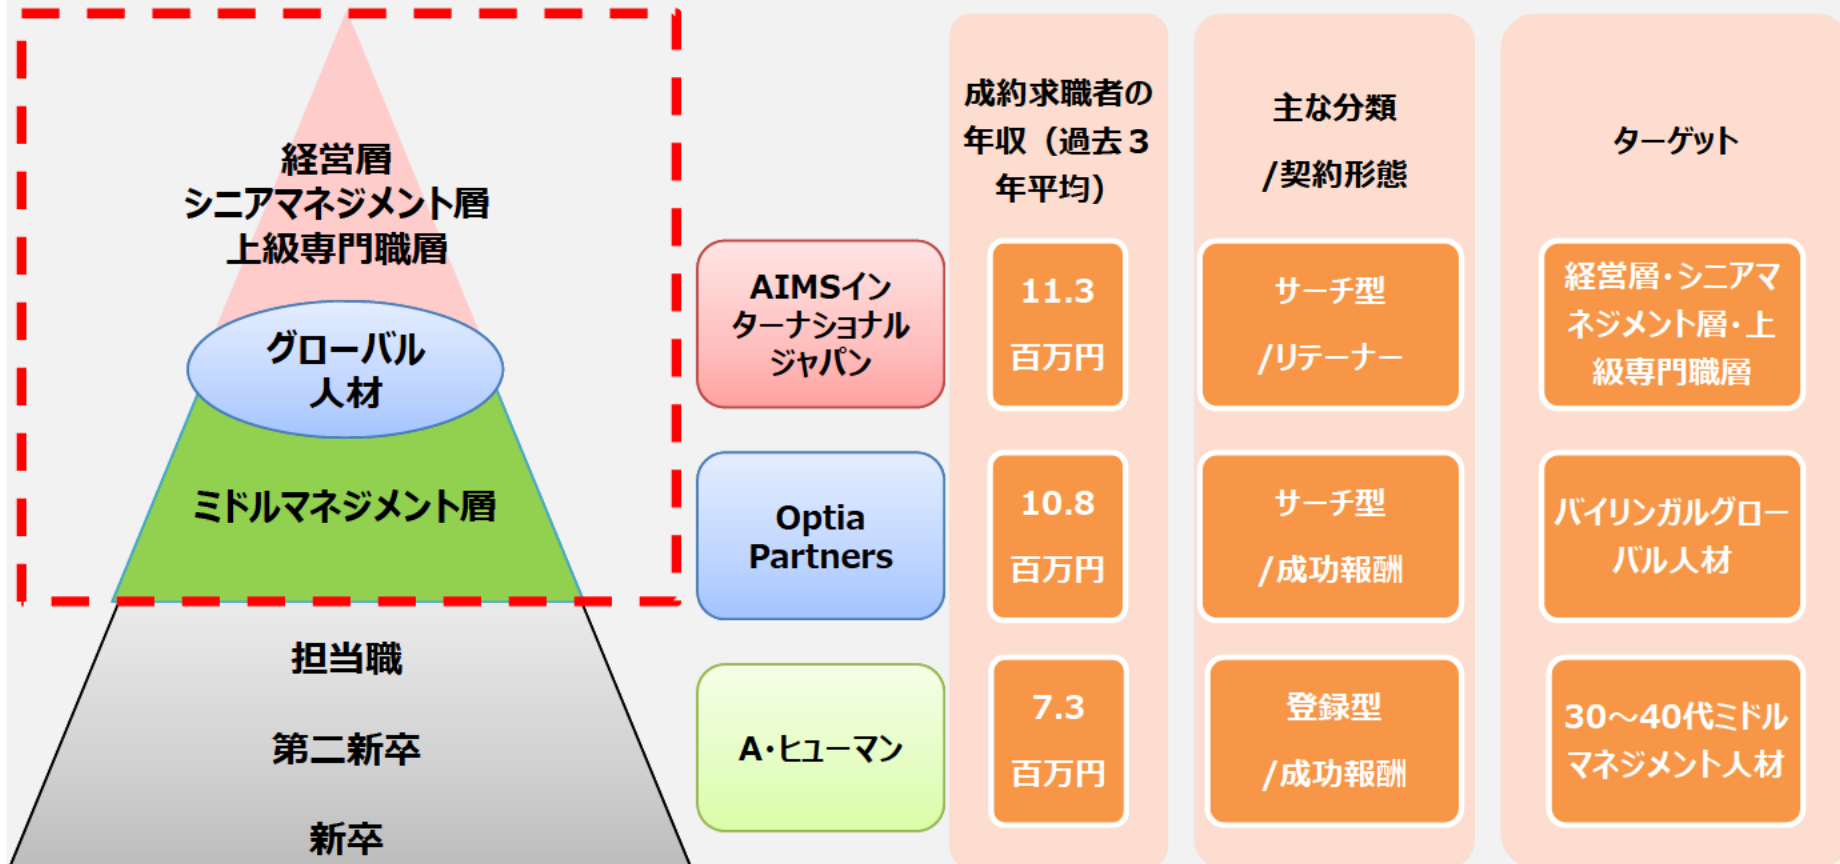 経営層
シニアマネジメント層
上級専門職層
グローバル
人材
ミドルマネジメント層
担当職
第二新卒
新卒
成約求職者の
年収（過去３
年平均）
主な分類
/契約形態
ターゲット
AIMSイン
ターナショナル
ジャパン
11.3
百万円
サーチ型
/リテーナー
経営層・シニアマ
ネジメント層・上
級専門職層
Optia
Partners
10.8
百万円
サーチ型
/成功報酬
バイリンガルグロー
バル人材
A・ヒューマン
7.3
百万円
登録型
/成功報酬
30～40代ミドル
マネジメント人材